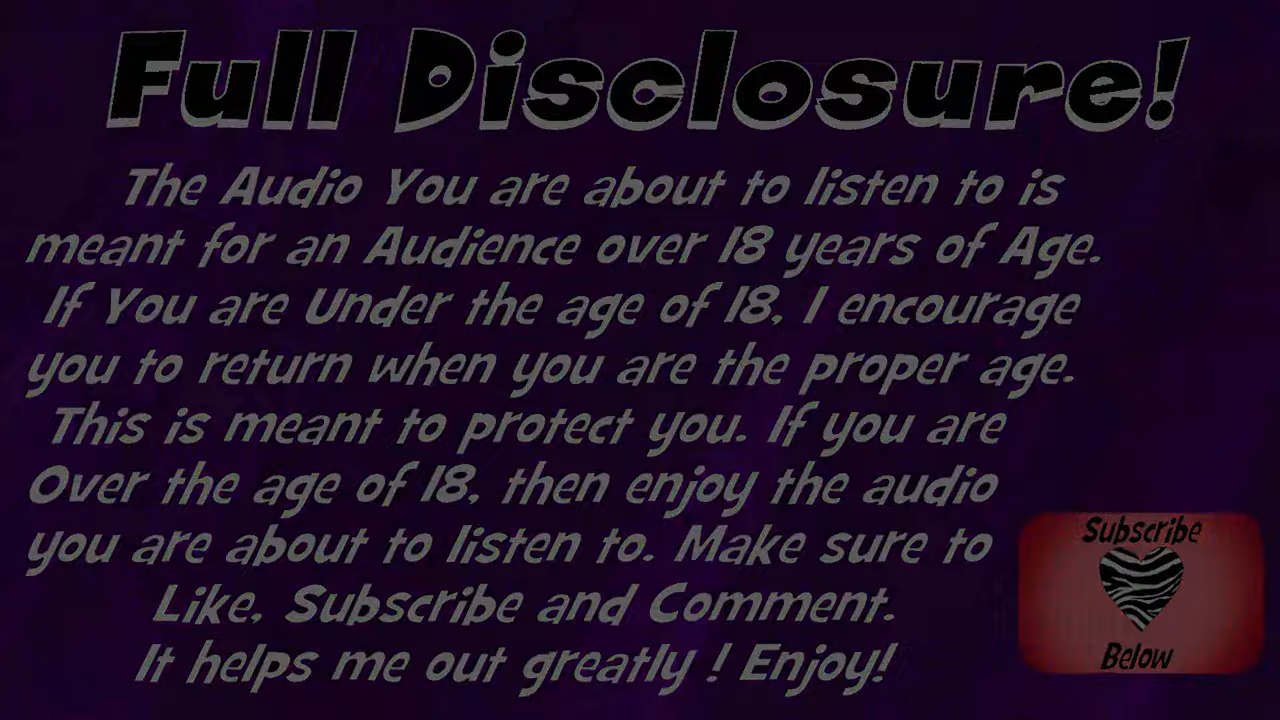 Full Disclosure!
The Audio You are about to listen to is
meant for an Audience over 18 years of Age.
If You are Under the age of 18, I encourage
you to return when you are the proper age.
This is meant to protect you. If you are
Over the age of 18, then enjoy the audio
you are about to listen to. Make sure to
Like, Subscribe and Comment.
It helps me out greatly ! Enjoy!
Subscribe
Below